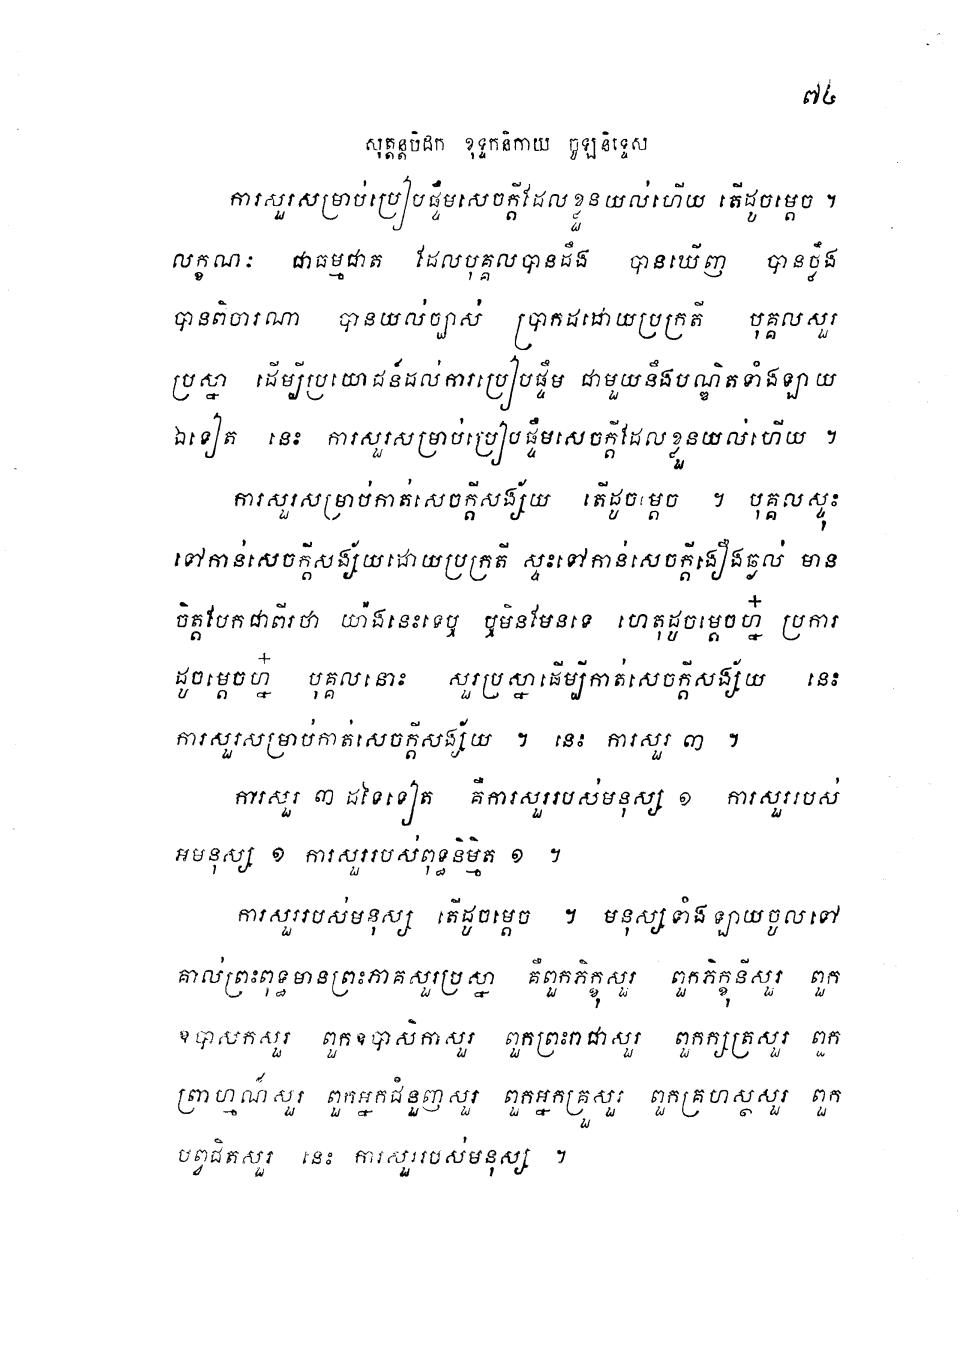 ៧៤
សុត្តន្តបិដក ខុទ្ទកនិកាយ ចូឡនិទ្ទេស
ការសួរសម្រាប់ប្រៀបផ្ទឹមសេចក្តីដែលខ្លួនយល់ហើយ តើដូចម្តេច ។
លក្ខណៈ ជាធម្មជាត ដែលបុគ្គលបានដឹង បានឃើញ បានថ្លឹង
បានពិចារណា បានយល់ច្បាស់ ប្រាកដដោយប្រក្រតី បុគ្គលសួរ
ប្រស្នា ដើម្បីប្រយោជន៍ដល់ការប្រៀបផ្ទឹម ជាមួយនឹងបណ្ឌិតទាំងឡាយ
ឯទៀត នេះ ការសួរសម្រាប់ប្រៀបផ្ទឹមសេចក្តីដែលខ្លួនយល់ហើយ ។
ការសួរសម្រាប់កាត់សេចក្តីសង្ស័យ តើដូចម្តេច ។ បុគ្គលស្ទុះ
ទៅកាន់សេចក្តីសង្ស័យដោយប្រក្រតី ស្ទុះទៅកាន់សេចក្តីងឿងឆ្ងល់ មាន
ចិត្តបែកជាពីរថា យ៉ាងនេះទេឬ ឬមិនមែនទេ ហេតុដូចម្តេចហ្ន៎ ប្រការ
ដូចម្តេចហ្ន៎ បុគ្គលនោះ សួរប្រស្នាដើម្បីកាត់សេចក្តីសង្ស័យ នេះ
ការសួរសម្រាប់កាត់សេចក្តីសង្ស័យ ។ នេះ ការសួរ ៣ ។
ការសួរ ៣ ដទៃទៀត គឺការសួររបស់មនុស្ស ១ ការសួររបស់
អមនុស្ស ១ ការសួររបស់ពុទ្ធនិម្មិត ១ ។
ការសួររបស់មនុស្ស តើដូចម្តេច ។ មនុស្សទាំងឡាយចូលទៅ
គាល់ព្រះពុទ្ធមានព្រះភាគសួរប្រស្នា គឺពួកភិក្ខុសួរ ពួកភិក្ខុនីសួរ ពួក
ឧបាសកសួរ ពួកឧបាសិកាសួរ ពួកព្រះរាជាសួរ ពួកក្សត្រសួរ ពួក
ព្រាហ្មណ៍សួរ ពួកអ្នកជំនួញសួរ ពួកអ្នកគ្រួសួរ ពួកគ្រហស្ថសួរ ពួក
បព្វជិតសួរ នេះ ការសួររបស់មនុស្ស ។